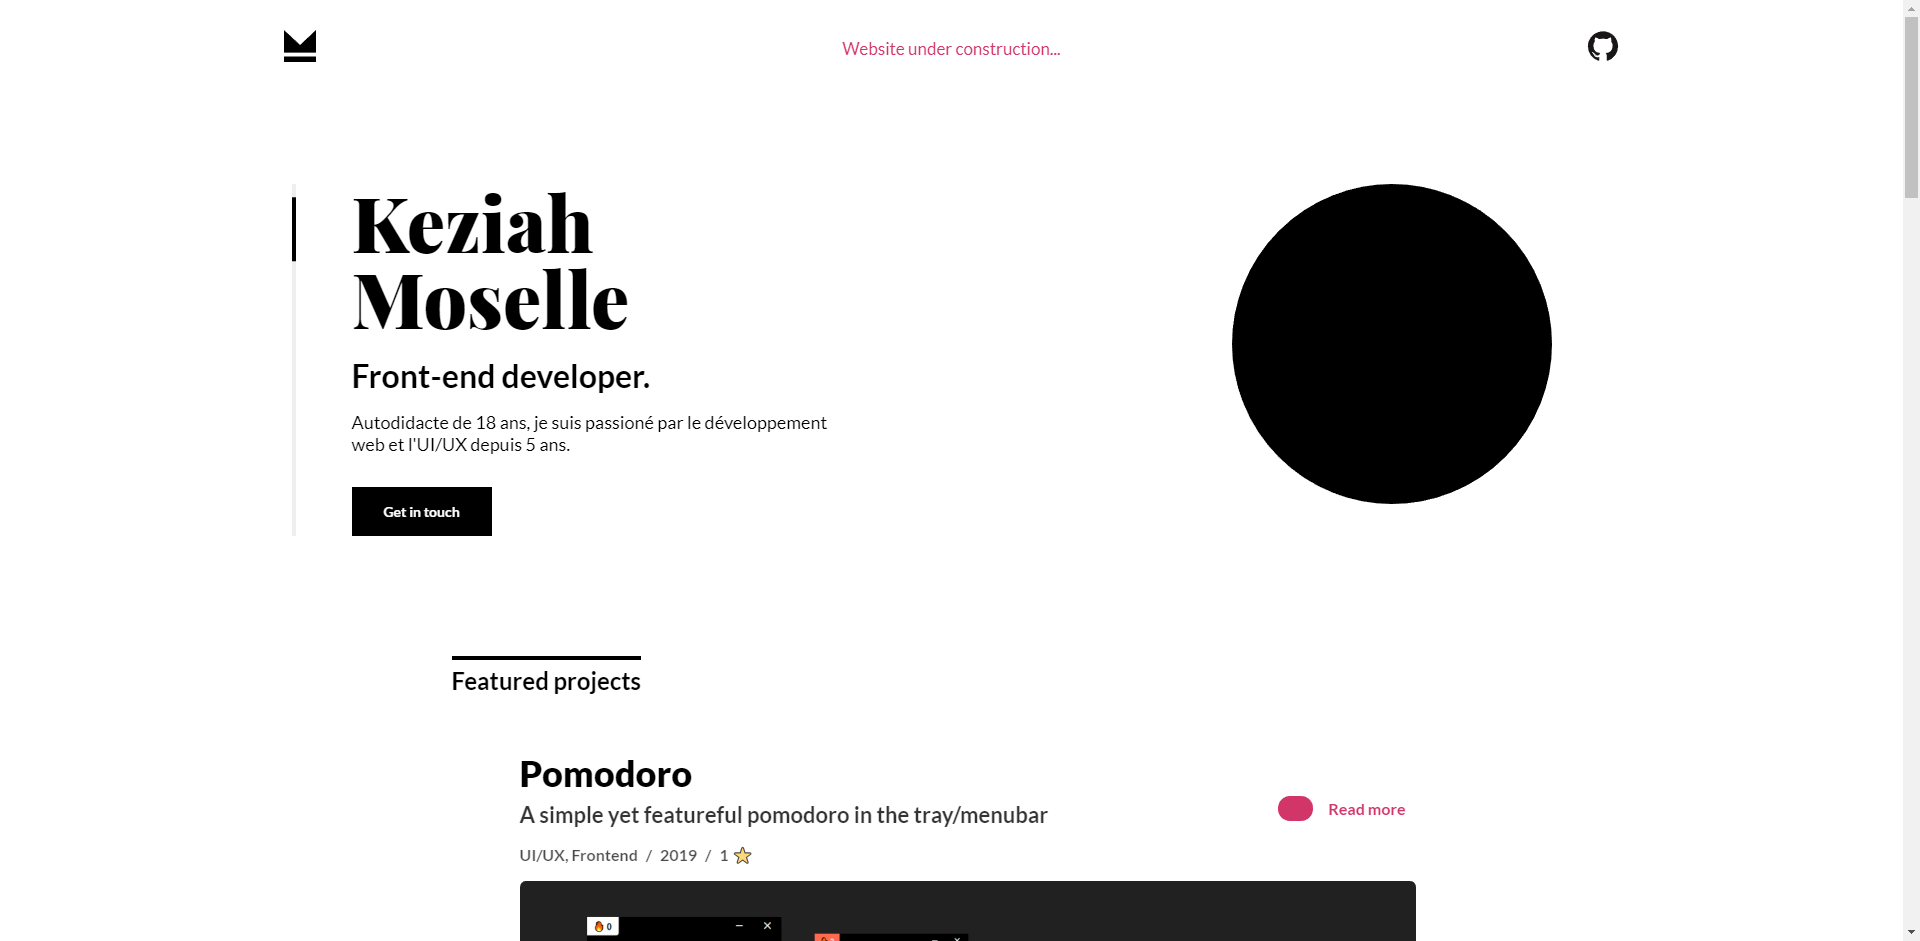 Website under construction...
Keziah
Moselle
Front-end developer.
Autodidacte de 18 ans, je suis passioné par le développement
web et l'UI/UX depuis 5 ans.
Get in touch
Featured projects
Pomodoro
A simple yet featureful pomodoro in the tray/menubar
Read more
UI/UX, Frontend / 2019 / 1
0